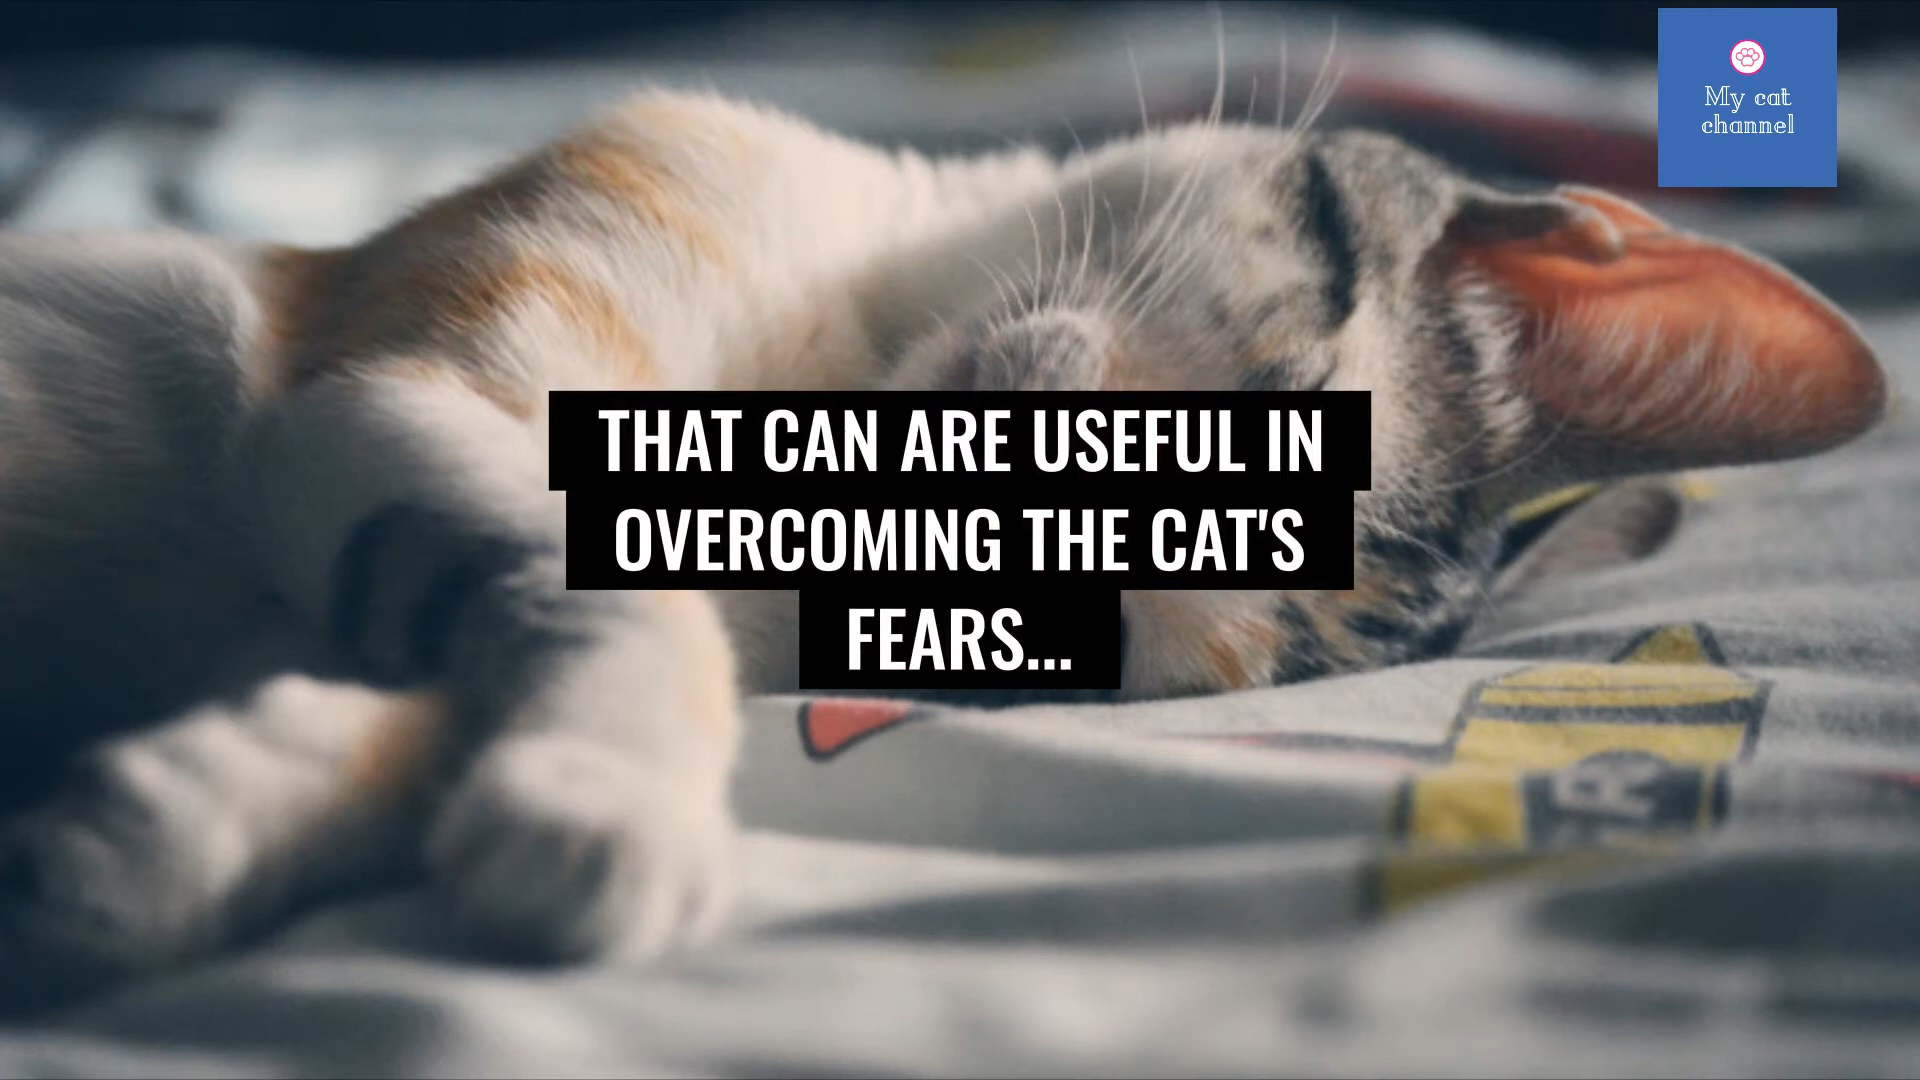 My cat
channel
THAT CAN ARE USEFUL IN
OVERCOMING THE CAT'S
FEARS...